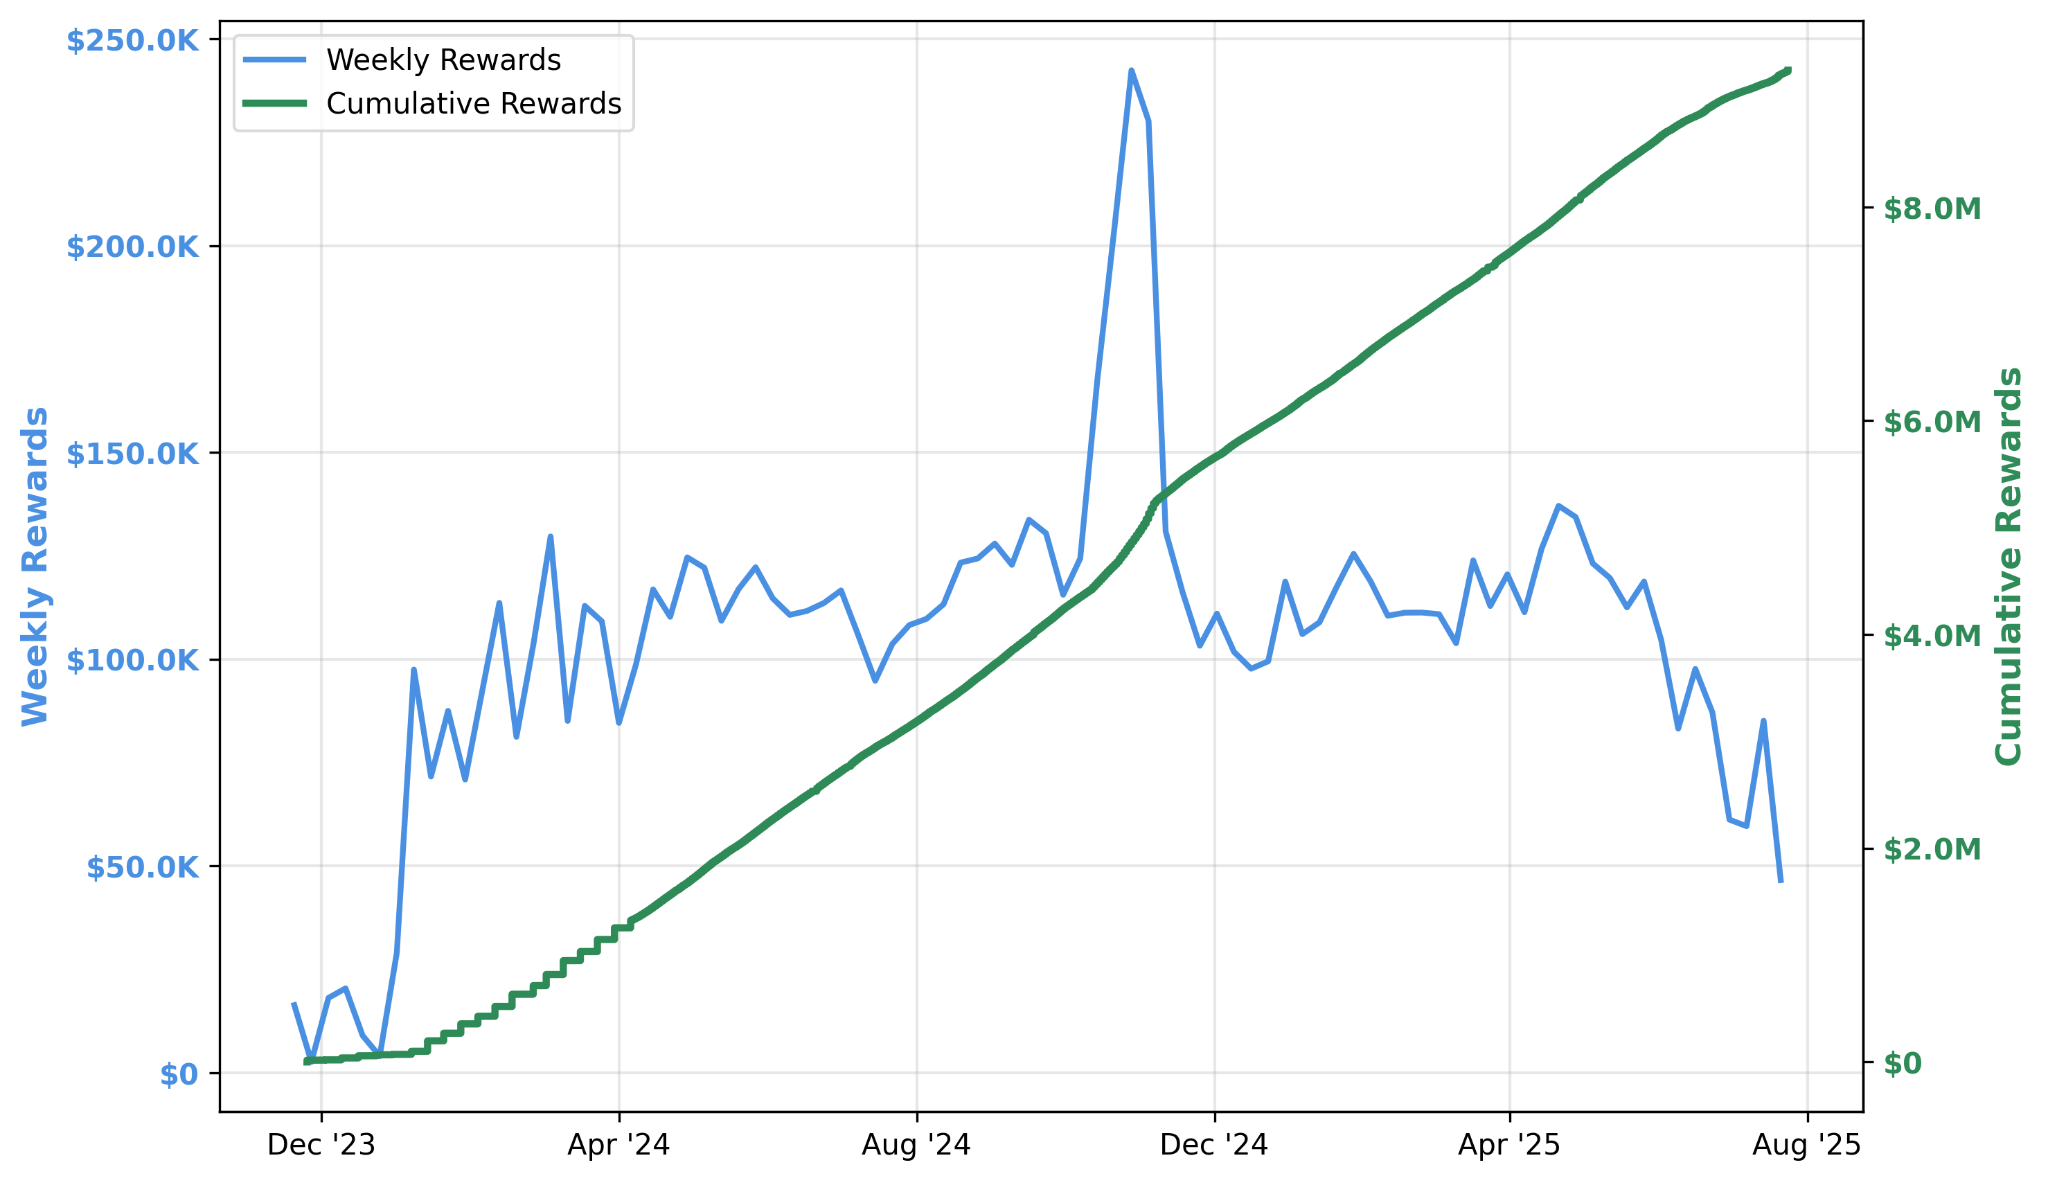 Weekly Rewards
Cumulative Rewards
$250.0K
$200.0K
$150.0K
$100.0K
$50.0K
$0
Weekly Rewards
$8.0M
$6.0M
$4.0M
$2.0M
$0
Cumulative Rewards
Dec '23
Apr '24
Aug '24
Dec '24
Apr '25
Aug '25